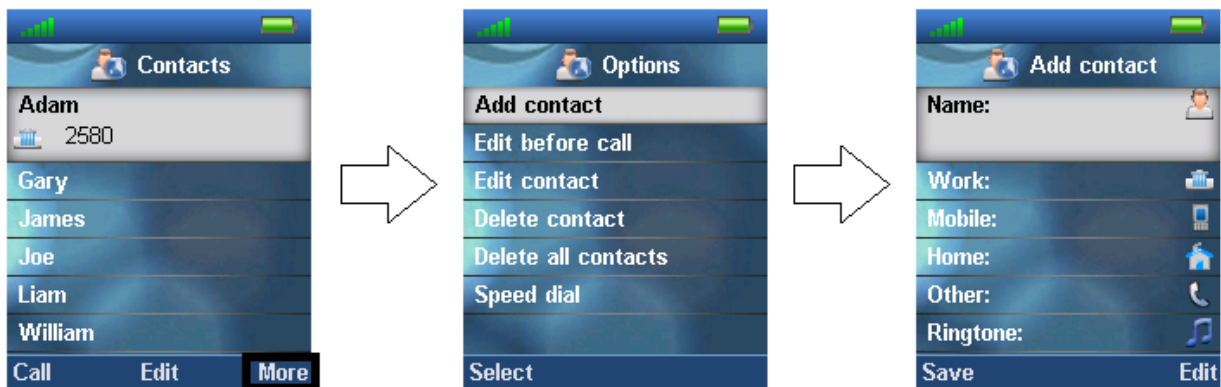 Contacts
Adam
2580
Gary
James
Joe
Liam
William
Call Edit More
Options
Add contact
Edit before call
Edit contact
Delete contact
Delete all contacts
Speed dial
Select
Add contact
Name:
Work:
Mobile:
Home:
Other:
Ringtone:
Save Edit